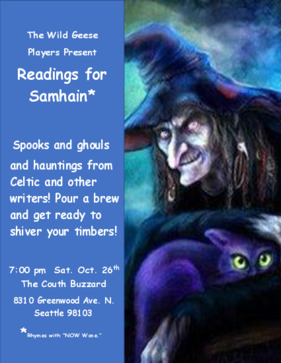 The Wild Geese
Players Present
Readings for
Samhain*
Spooks and ghouls
and hauntings from
Celtic and other
writers! Pour a brew
and get ready to
shiver your timbers!
7:00 pm Sat. Oct. 26th
The Couth Buzzard
8310 Greenwood Ave. N.
Seattle 98103
*Rhymes with "NOW Wane."